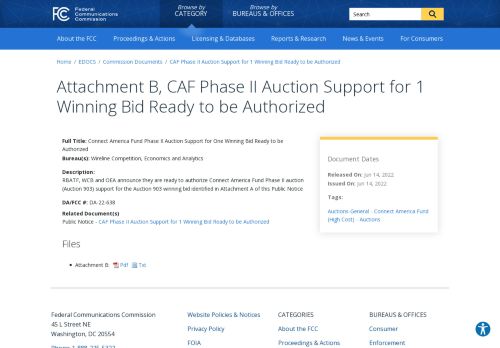 FCC
Federal
Communications
Commission
Browse by
CATEGORY
Browse by
BUREAUS & OFFICES
Search
About the FCC
Proceedings & Actions
Licensing & Databases
Reports & Research
News & Events
For Consumers
Home / EDOCS / Commission Documents / CAF Phase II Auction Support for 1 Winning Bid Ready to be Authorized
Attachment B, CAF Phase II Auction Support for 1
Winning Bid Ready to be Authorized
Full Title: Connect America Fund Phase II Auction Support for One Winning Bid Ready to be
Authorized
Bureau(s): Wireline Competition, Economics and Analytics
Description:
RBATF, WCB and OEA announce they are ready to authorize Connect America Fund Phase II auction
(Auction 903) support for the Auction 903 winning bid identified in Attachment A of this Public Notice
DA/FCC #: DA-22-638
Related Document(s)
Public Notice - CAF Phase II Auction Support for 1 Winning Bid Ready to be Authorized
Document Dates
Released On: Jun 14, 2022
Issued On: Jun 14, 2022
Tags:
Auctions-General - Connect America Fund
(High Cost) - Auctions
Files
Attachment B: Pdf Txt
Federal Communications Commission
45 L Street NE
Washington, DC 20554
Website Policies & Notices
Privacy Policy
FOIA
CATEGORIES
About the FCC
Proceedings & Actions
BUREAUS & OFFICES
Consumer
Enforcement